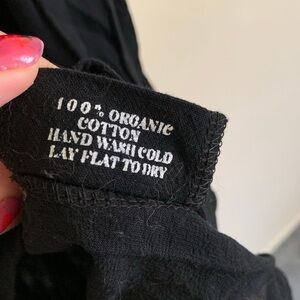 100% ORGANIC
COTTON
HAND WASH COLD
LAY FLAT TO DRY